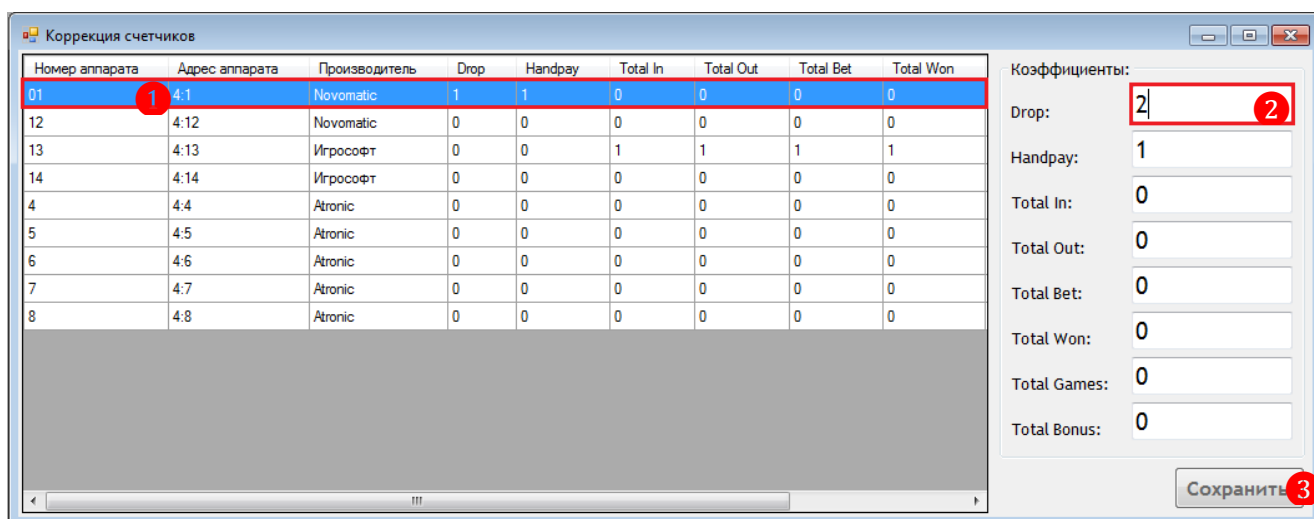 Коррекция счетчиков
Номер аппарата Адрес аппарата Производитель Drop Handpay Total In Total Out Total Bet Total Won
01 1 4:1 Novomatic 1 1 0 0 0 0
12 4:12 Novomatic 0 0 0 0 0 0
13 4:13 Игрософт 0 0 1 1 1 1
14 4:14 Игрософт 0 0 0 0 0 0
4 4:4 Atronic 0 0 0 0 0 0
5 4:5 Atronic 0 0 0 0 0 0
6 4:6 Atronic 0 0 0 0 0 0
7 4:7 Atronic 0 0 0 0 0 0
8 4:8 Atronic 0 0 0 0 0 0
Коэффициенты:
Drop: 2 2
Handpay: 1
Total In: 0
Total Out: 0
Total Bet: 0
Total Won: 0
Total Games: 0
Total Bonus: 0
Сохранить 3